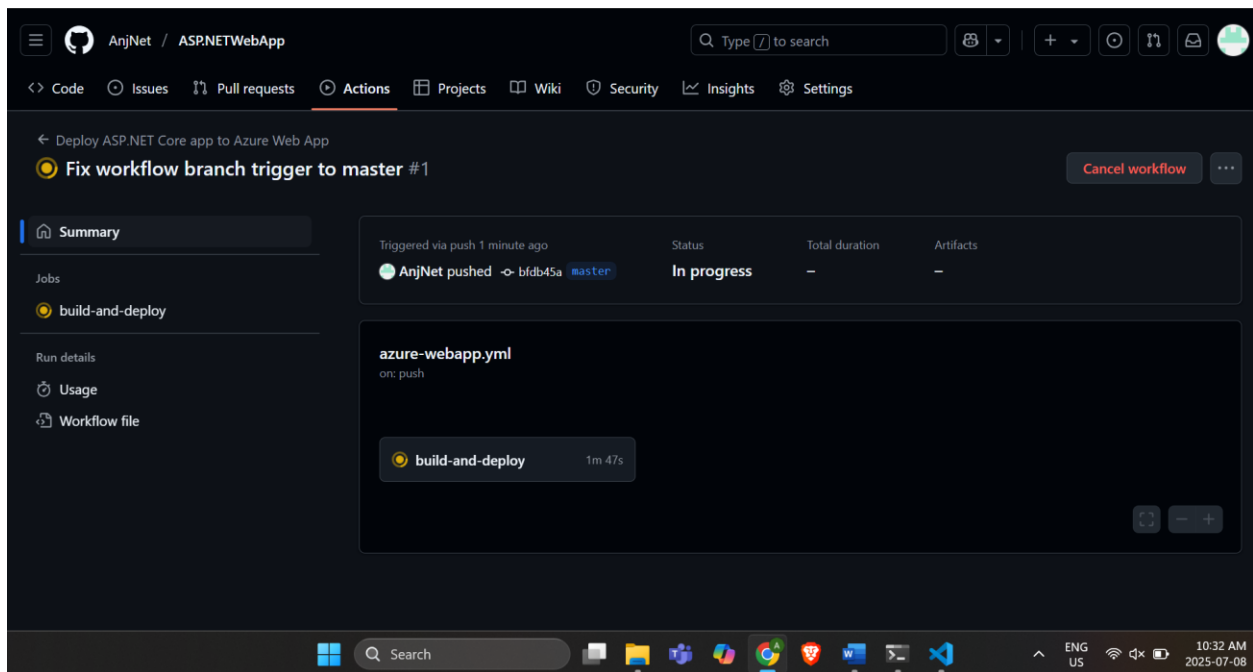 AnjNet / ASP.NETWebApp
Type / to search
Code Issues Pull requests Actions Projects Wiki Security Insights Settings
← Deploy ASP.NET Core app to Azure Web App
Fix workflow branch trigger to master #1
Cancel workflow
Summary
Jobs
build-and-deploy
Run details
Usage
Workflow file
Triggered via push 1 minute ago
AnjNet pushed bfdb45a master
Status
In progress
Total duration
–
Artifacts
–
azure-webapp.yml
on: push
build-and-deploy 1m 47s
Search
ENG
US
10:32 AM
2025-07-08